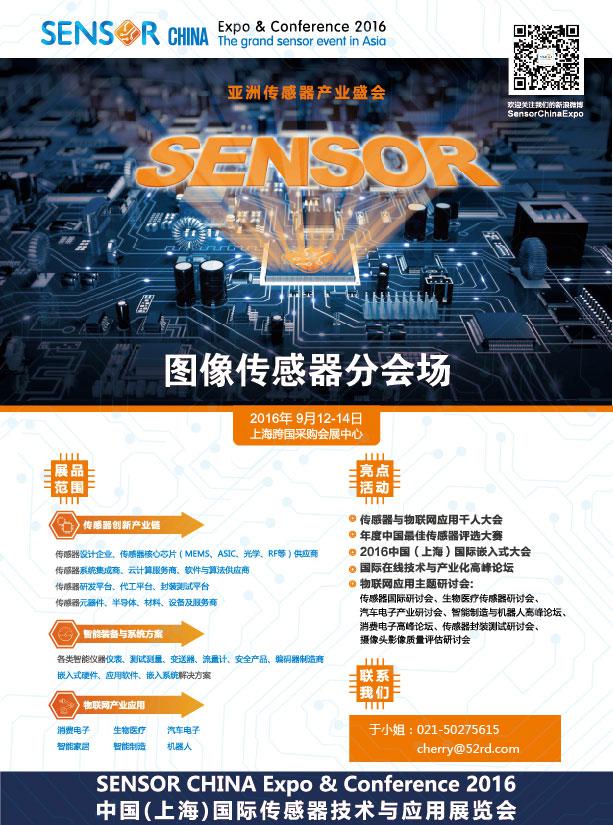 SENSOR CHINA
Expo & Conference 2016
The grand sensor event in Asia
欢迎关注我们的新浪微博
SensorChinaExpo
亚洲传感器产业盛会
SENSOR
图像传感器分会场
2016年 9月12-14日
上海跨国采购会展中心
展品
范围
传感器创新产业链
传感器设计企业、传感器核心芯片（MEMS、ASIC、光学、RF等）供应商
传感器系统集成商、云计算服务商、软件与算法供应商
传感器研发平台、代工平台、封装测试平台
传感器元器件、半导体、材料、设备及服务商
智能装备与系统方案
各类智能仪器仪表、测试测量、变送器、流量计、安全产品、编码器制造商
嵌入式硬件、应用软件、嵌入系统解决方案
物联网产业应用
消费电子 生物医疗 汽车电子
智能家居 智能制造 机器人
亮点
活动
传感器与物联网应用千人大会
年度中国最佳传感器评选大赛
2016中国（上海）国际嵌入式大会
国际在线技术与产业化高峰论坛
物联网应用主题研讨会：
传感器国际研讨会、生物医疗传感器研讨会、
汽车电子产业研讨会、智能制造与机器人高峰论坛、
消费电子高峰论坛、传感器封装测试研讨会、
摄像头影像质量评估研讨会
联系
我们
于小姐：021-50275615
cherry@52rd.com
SENSOR CHINA Expo & Conference 2016
中国(上海)国际传感器技术与应用展览会